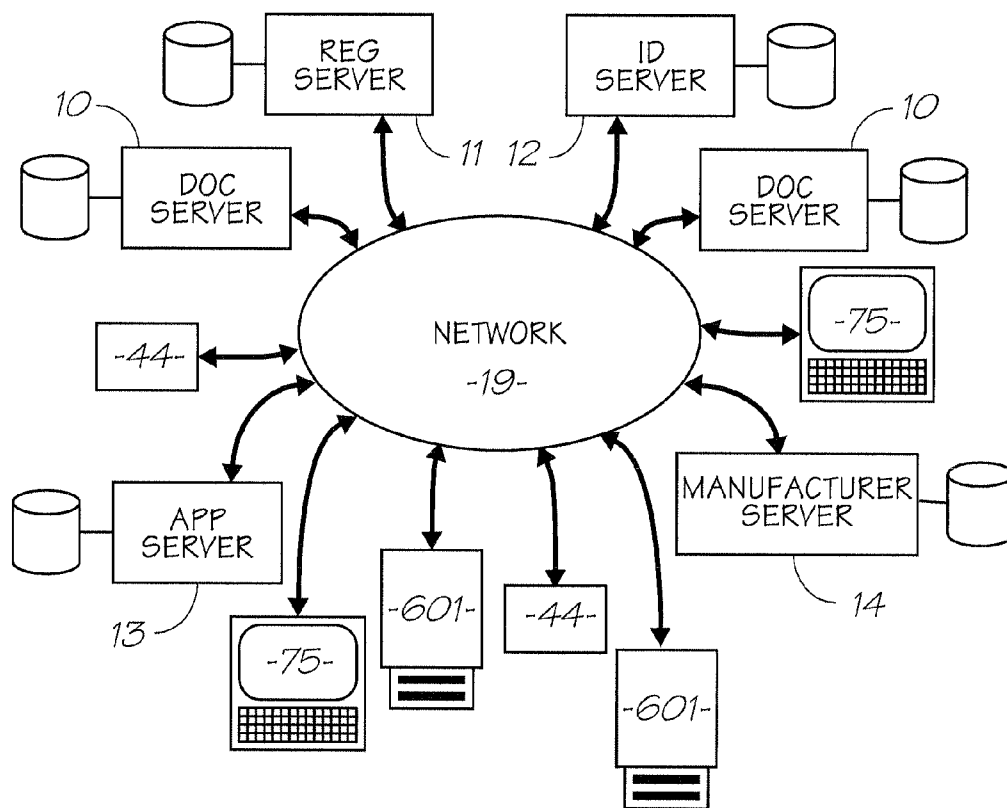 REG
SERVER
ID
SERVER
10
11
12
10
DOC
SERVER
DOC
SERVER
-44-
NETWORK
-19-
-75-
APP
SERVER
MANUFACTURER
SERVER
-601-
-44-
13
14
-75-
-601-